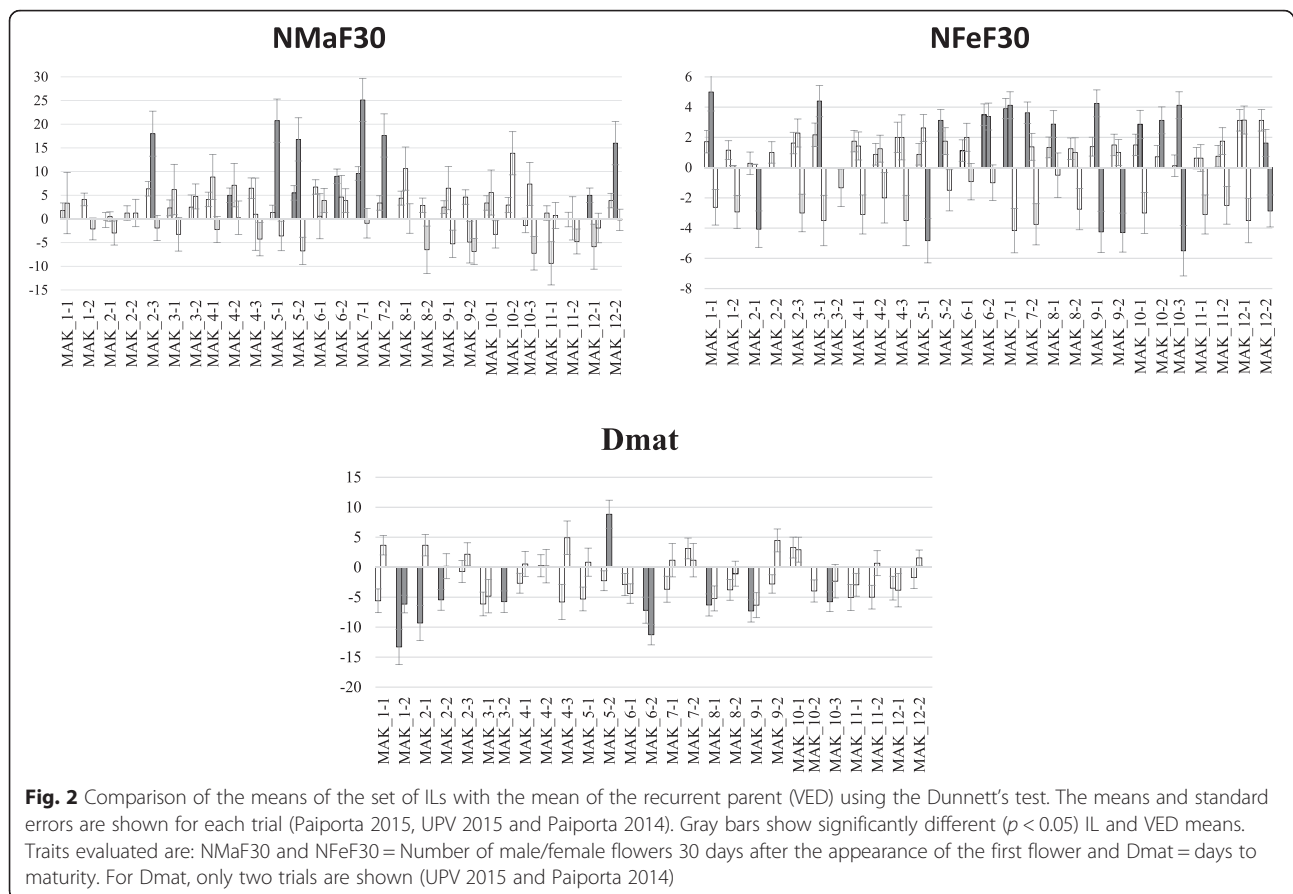 NMaF30
30
25
20
15
10
5
0
-5
-10
-15
MAK_1-1
MAK_1-2
MAK_2-1
MAK_2-2
MAK_2-3
MAK_3-1
MAK_3-2
MAK_4-1
MAK_4-2
MAK_4-3
MAK_5-1
MAK_5-2
MAK_6-1
MAK_6-2
MAK_7-1
MAK_7-2
MAK_8-1
MAK_8-2
MAK_9-1
MAK_9-2
MAK_10-1
MAK_10-2
MAK_10-3
MAK_11-1
MAK_11-2
MAK_12-1
MAK_12-2
NFeF30
6
4
2
0
-2
-4
-6
-8
MAK_1-1
MAK_1-2
MAK_2-1
MAK_2-2
MAK_2-3
MAK_3-1
MAK_3-2
MAK_4-1
MAK_4-2
MAK_4-3
MAK_5-1
MAK_5-2
MAK_6-1
MAK_6-2
MAK_7-1
MAK_7-2
MAK_8-1
MAK_8-2
MAK_9-1
MAK_9-2
MAK_10-1
MAK_10-2
MAK_10-3
MAK_11-1
MAK_11-2
MAK_12-1
MAK_12-2
Dmat
15
10
5
0
-5
-10
-15
-20
MAK_1-1
MAK_1-2
MAK_2-1
MAK_2-2
MAK_2-3
MAK_3-1
MAK_3-2
MAK_4-1
MAK_4-2
MAK_4-3
MAK_5-1
MAK_5-2
MAK_6-1
MAK_6-2
MAK_7-1
MAK_7-2
MAK_8-1
MAK_8-2
MAK_9-1
MAK_9-2
MAK_10-1
MAK_10-2
MAK_10-3
MAK_11-1
MAK_11-2
MAK_12-1
MAK_12-2
Fig. 2 Comparison of the means of the set of ILs with the mean of the recurrent parent (VED) using the Dunnett's test. The means and standard
errors are shown for each trial (Paiporta 2015, UPV 2015 and Paiporta 2014). Gray bars show significantly different (p < 0.05) IL and VED means.
Traits evaluated are: NMaF30 and NFeF30 = Number of male/female flowers 30 days after the appearance of the first flower and Dmat = days to
maturity. For Dmat, only two trials are shown (UPV 2015 and Paiporta 2014)